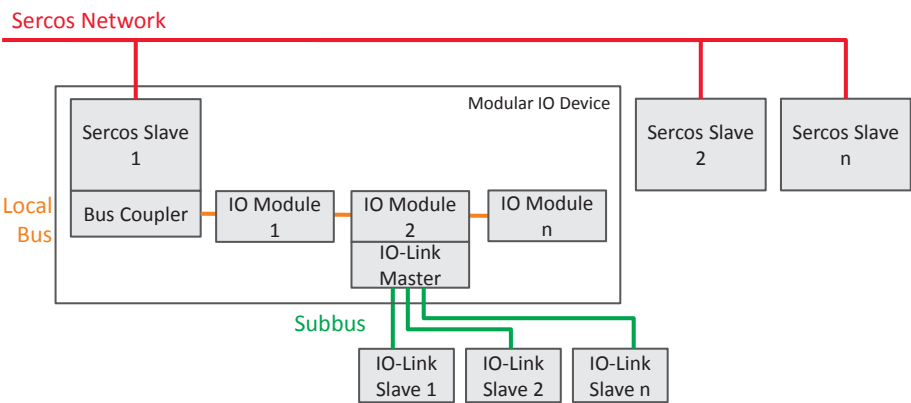 Sercos Network
Modular IO Device
Sercos Slave
1
Bus Coupler
Sercos Slave
2
Sercos Slave
n
Local
Bus
IO Module
1
IO Module
2
IO-Link
Master
IO Module
n
Subbus
IO-Link
Slave 1
IO-Link
Slave 2
IO-Link
Slave n